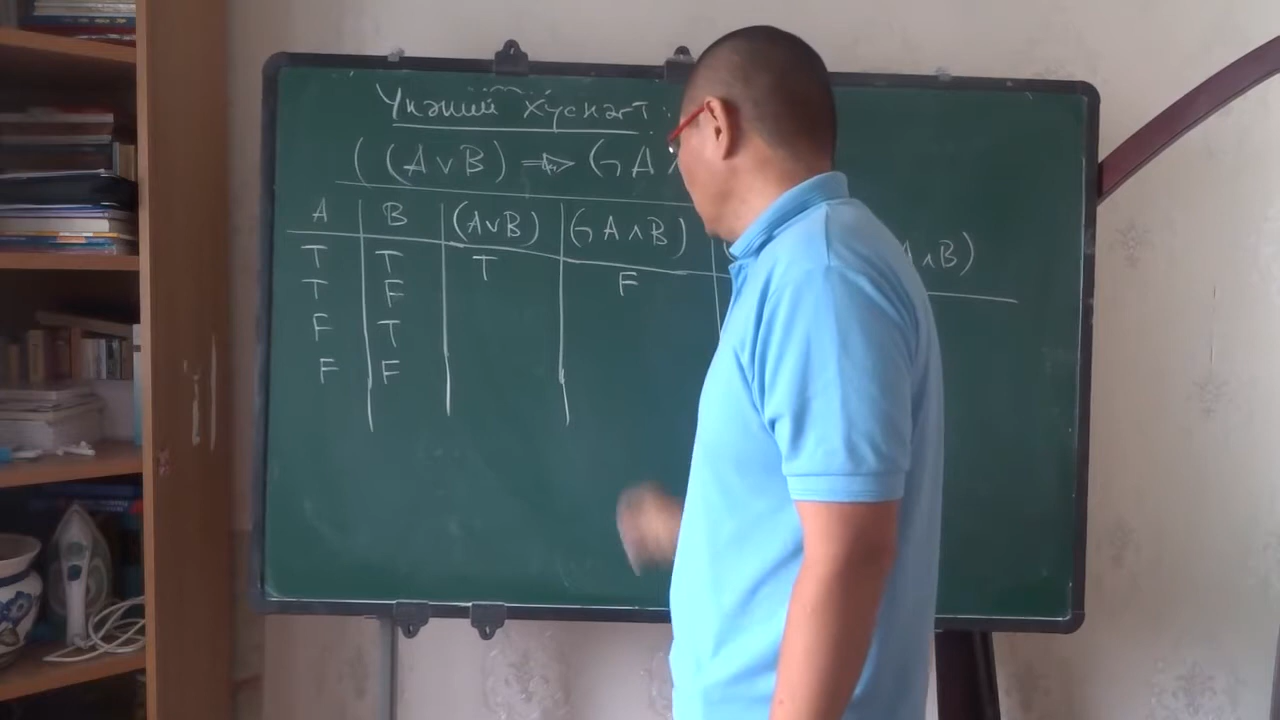 Үнэний хүснэгт:
((A∨B) ⇒ (¬A
A B (A∨B) (¬A∧B) ∧B)
T T T F
T F
F T
F F